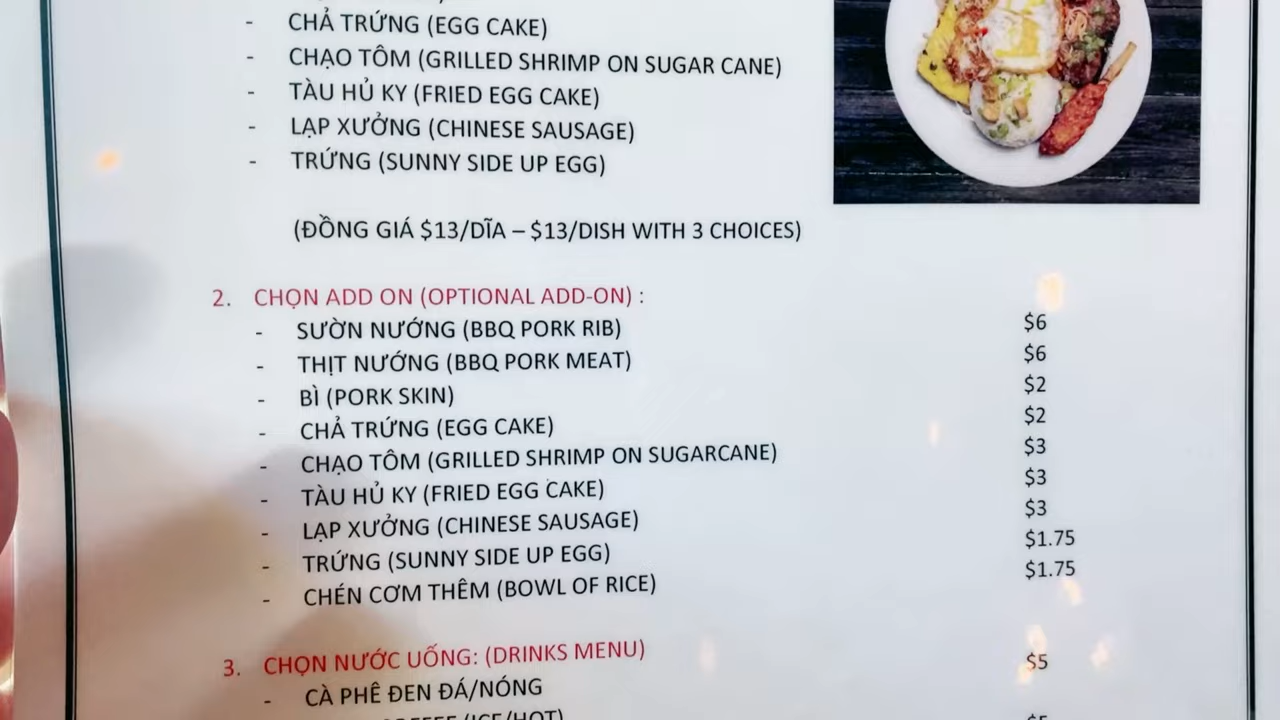 - CHẢ TRỨNG (EGG CAKE)
- CHẠO TÔM (GRILLED SHRIMP ON SUGAR CANE)
- TÀU HỦ KY (FRIED EGG CAKE)
- LẠP XƯỞNG (CHINESE SAUSAGE)
- TRỨNG (SUNNY SIDE UP EGG)
(ĐỒNG GIÁ $13/DĨA – $13/DISH WITH 3 CHOICES)
2. CHỌN ADD ON (OPTIONAL ADD-ON) :
- SƯỜN NƯỚNG (BBQ PORK RIB) $6
- THỊT NƯỚNG (BBQ PORK MEAT) $6
- BÌ (PORK SKIN) $2
- CHẢ TRỨNG (EGG CAKE) $2
- CHẠO TÔM (GRILLED SHRIMP ON SUGARCANE) $3
- TÀU HỦ KY (FRIED EGG CAKE) $3
- LẠP XƯỞNG (CHINESE SAUSAGE) $3
- TRỨNG (SUNNY SIDE UP EGG) $1.75
- CHÉN CƠM THÊM (BOWL OF RICE) $1.75
3. CHỌN NƯỚC UỐNG: (DRINKS MENU)
- CÀ PHÊ ĐEN ĐÁ/NÓNG $5
(ICE/HOT)